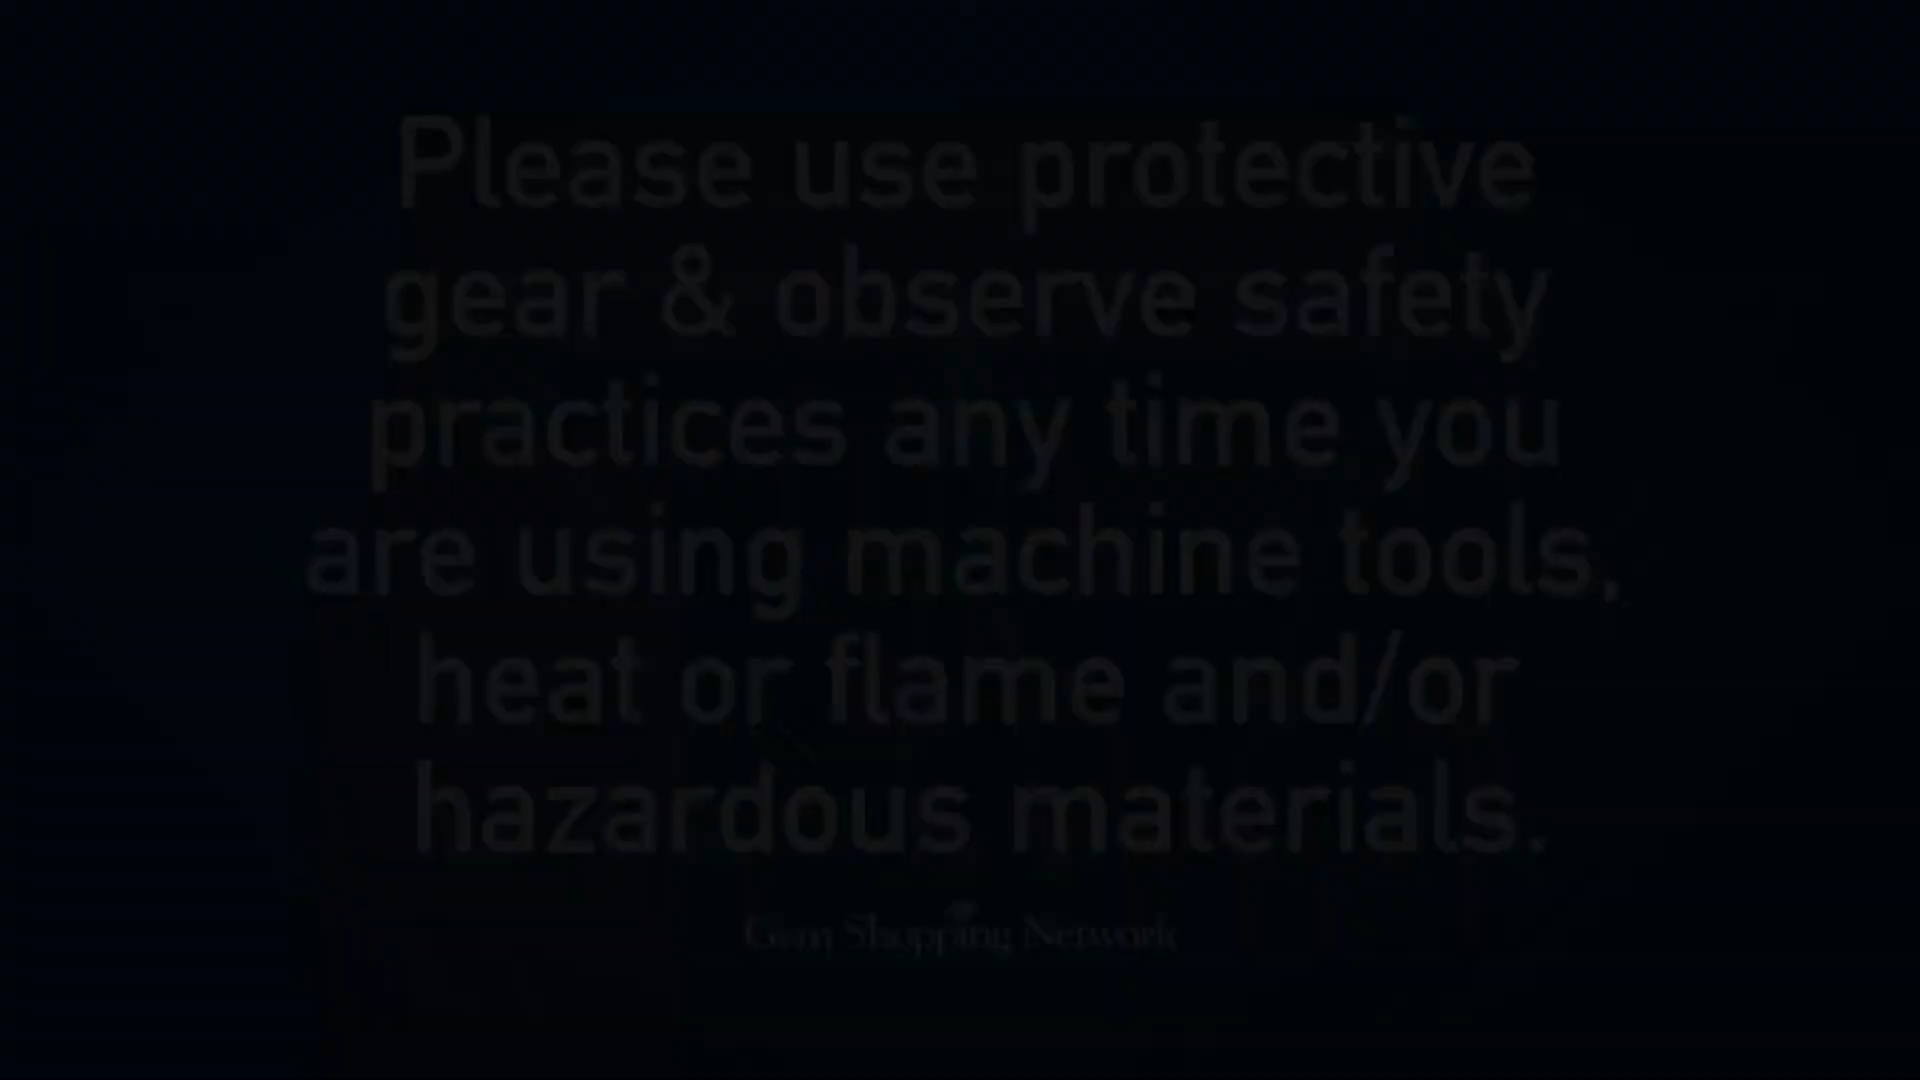 Please use protective
gear & observe safety
practices any time you
are using machine tools,
heat or flame and/or
hazardous materials.
Gem Shopping Network